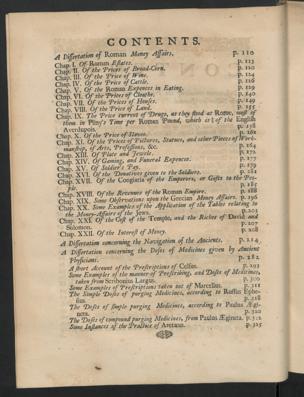 CONTENTS.
A Dissertation of Roman Money Affairs. p. 110
Chap. I. Of Roman Estates. p. 113
Chap. II. Of the Prices of Bread-Corn. p. 120
Chap. III. Of the Price of Wine. p. 124
Chap. IV. Of the Price of Cattle. p. 126
Chap. V. Of the Roman Expences in Eating. p. 129
Chap. VI. Of the Prices of Cloaths. p. 140
Chap. VII. Of the Prices of Houses. p. 149
Chap. VIII. Of the Price of Land. p. 155
Chap. IX. The Price current of Drugs, as they stood at Rome, most of
them in Pliny's Time per Roman Pound, which is of the English
Averdupois. p. 158
Chap. X. Of the Price of Slaves.
Chap. XI. Of the Prices of Pictures, Statues, and other Pieces of Work-
manship, of Arts, Professions, &c. p. 164
Chap. XIII. Of Plate and Jewels. p. 172
Chap. XIV. Of Gaming, and Funeral Expences. p. 177
Chap. XV. Of Soldier's Pay. p. 179
Chap. XVI. Of the Donatives given to the Soldiers. p. 181
Chap. XVII. Of the Congiaria of the Emperors, or Gifts to the Peo-
ple.
Chap. XVIII. Of the Revenues of the Roman Empire. p. 188
Chap. XIX. Some Observations upon the Grecian Money Affairs. p. 196
Chap. XX. Some Examples of the Application of the Tables relating to
the Money-Affairs of the Jews. p. 203
Chap. XXI. Of the Cost of the Temple, and the Riches of David and
Solomon. p. 207
Chap. XXII. Of the Interest of Money. p. 208
A Dissertation concerning the Navigation of the Ancients. p. 214
A Dissertation concerning the Doses of Medicines given by Ancient
Physicians. p. 282
A short Account of the Prescriptions of Celsus. p. 293
Some Examples of the manner of Prescribing, and Doses of Medicines,
taken from Scribonius Largus. p. 300
Some Examples of Prescriptions taken out of Marcellus. p. 311
The Simple Doses of purging Medicines, according to Ruffus Ephe-
sius. p. 318
The Doses of simple purging Medicines, according to Paulus Ægi-
neta. p. 320
The Doses of compound purging Medicines, from Paulus Ægineta. p. 322
Some Instances of the Practice of Aretæus. p. 325